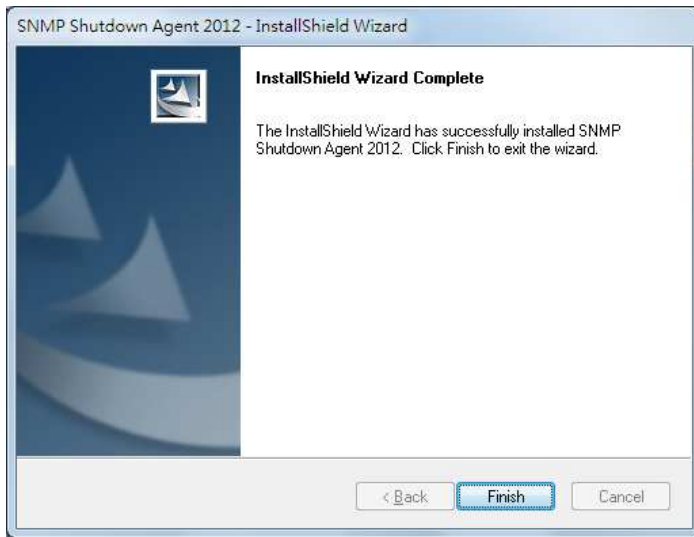 SNMP Shutdown Agent 2012 - InstallShield Wizard
InstallShield Wizard Complete
The InstallShield Wizard has successfully installed SNMP
Shutdown Agent 2012. Click Finish to exit the wizard.
< Back
Finish
Cancel